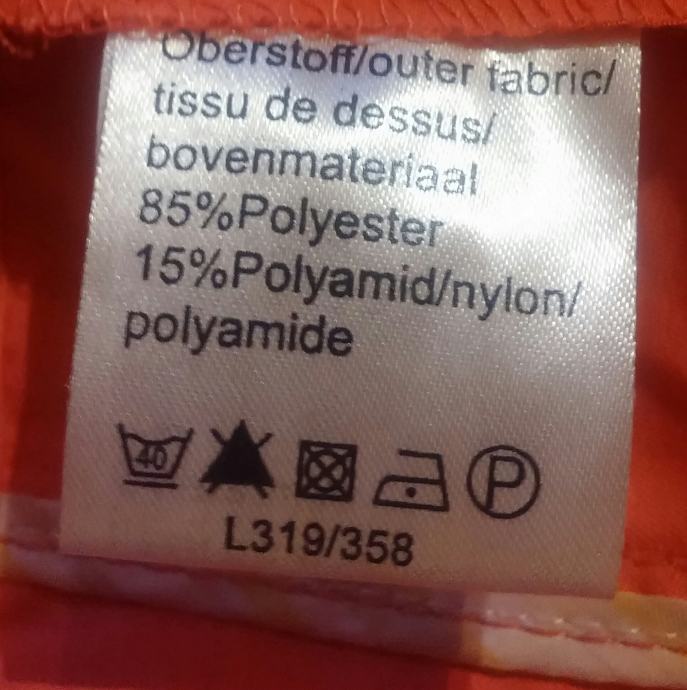 Oberstoff/outer fabric/
tissu de dessus/
bovenmateriaal
85%Polyester
15%Polyamid/nylon/
polyamide
40 P
L319/358